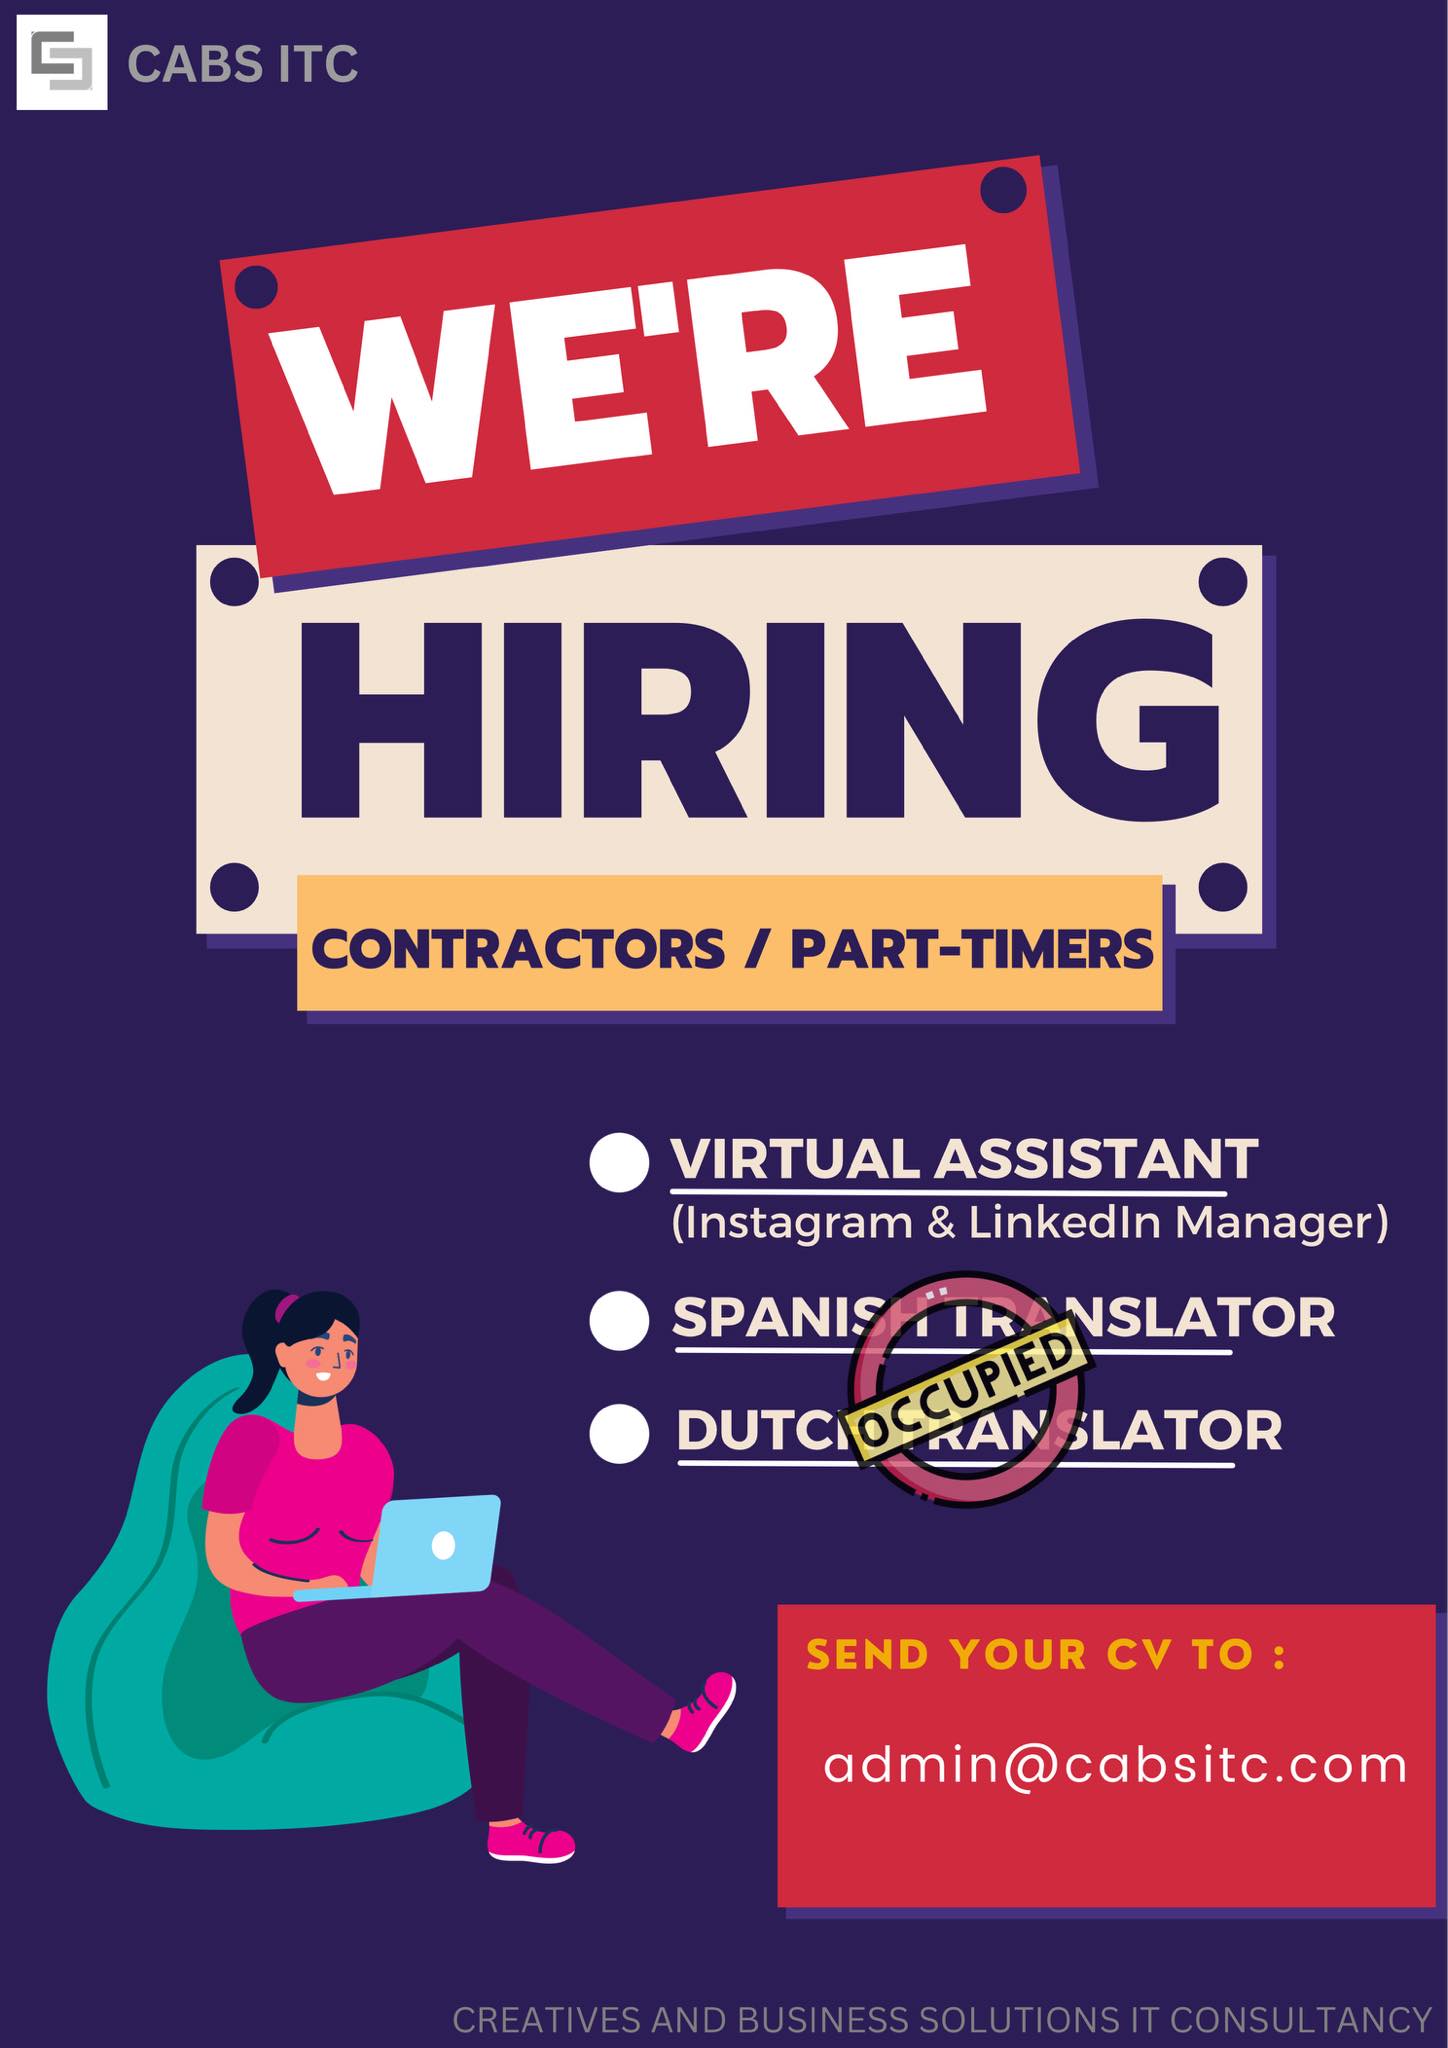 CABS ITC
WE'RE
HIRING
CONTRACTORS / PART-TIMERS
VIRTUAL ASSISTANT
(Instagram & LinkedIn Manager)
SPANISH TRANSLATOR
OCCUPIED
DUTCH TRANSLATOR
SEND YOUR CV TO :
admin@cabsitc.com
CREATIVES AND BUSINESS SOLUTIONS IT CONSULTANCY